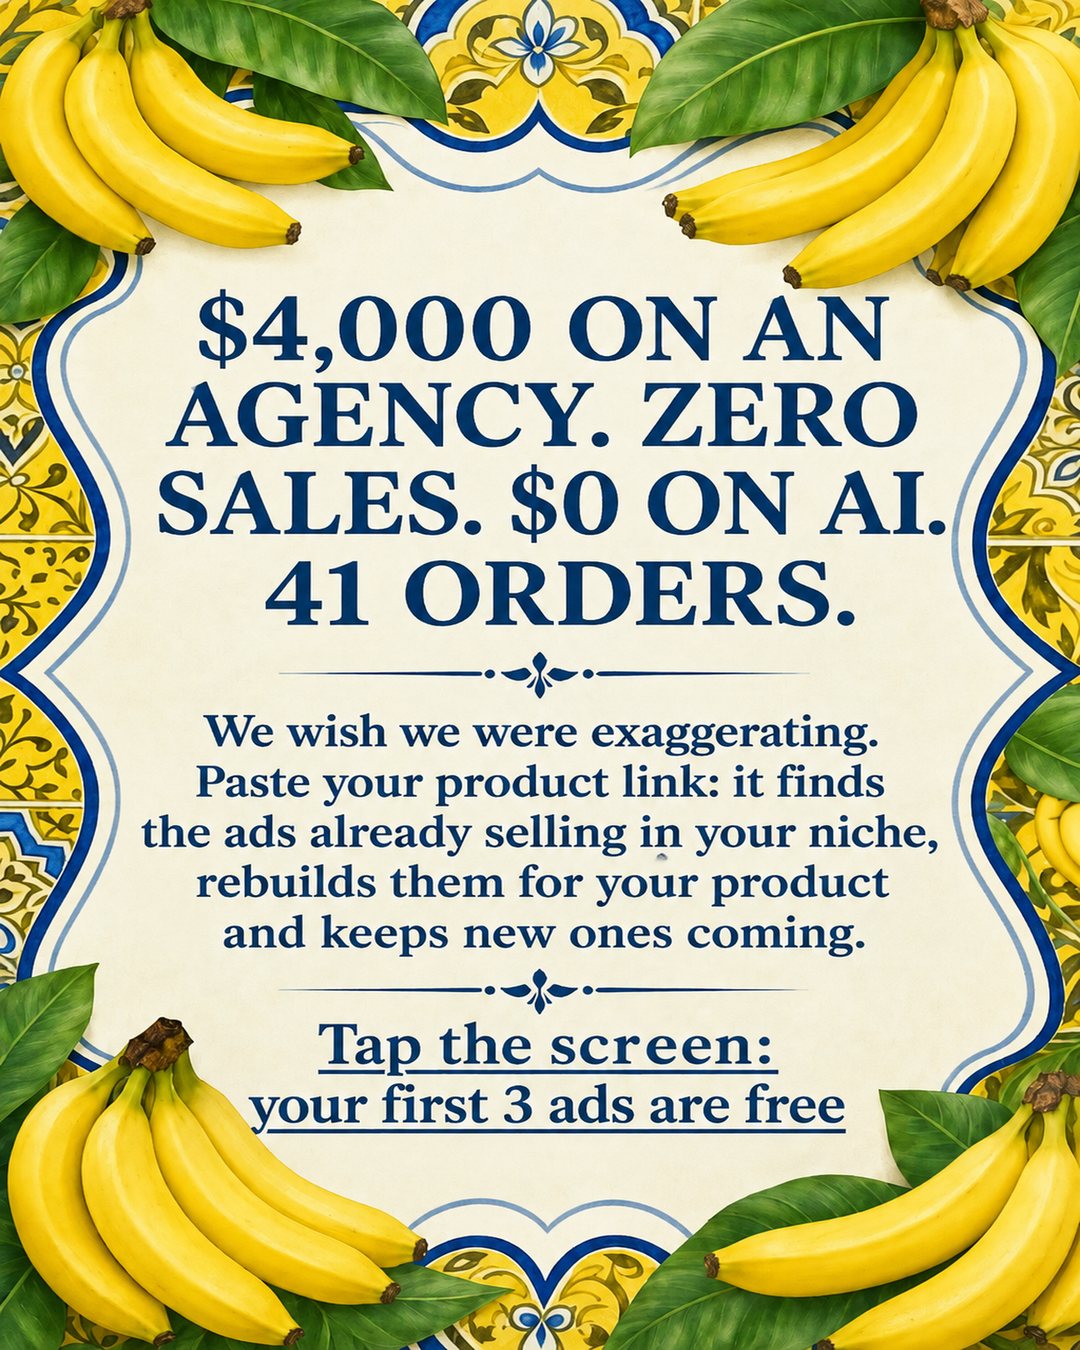 $4,000 ON AN
AGENCY. ZERO
SALES. $0 ON AI.
41 ORDERS.
We wish we were exaggerating.
Paste your product link: it finds
the ads already selling in your niche,
rebuilds them for your product
and keeps new ones coming.
Tap the screen:
your first 3 ads are free